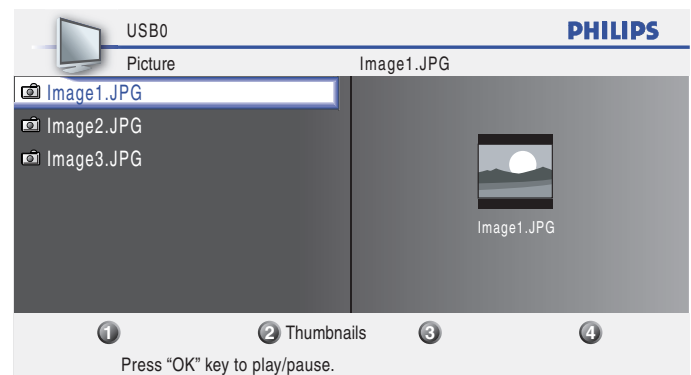 USB0
PHILIPS
Picture
Image1.JPG
Image1.JPG
Image2.JPG
Image3.JPG
Image1.JPG
1
2 Thumbnails
3
4
Press “OK” key to play/pause.